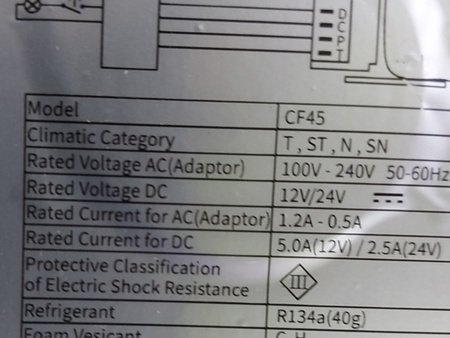 D
C
P
T
Model CF45
Climatic Category T , ST , N , SN
Rated Voltage AC(Adaptor) 100V - 240V 50-60Hz
Rated Voltage DC 12V/24V
Rated Current for AC(Adaptor) 1.2A - 0.5A
Rated Current for DC 5.0A(12V) / 2.5A(24V)
Protective Classification
of Electric Shock Resistance III
Refrigerant R134a(40g)
Foam Vesicant